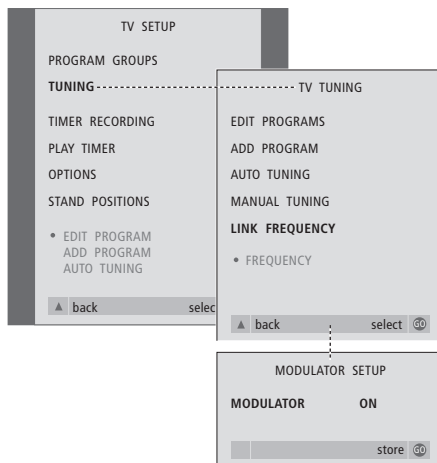 TV SETUP
PROGRAM GROUPS
TUNING
TIMER RECORDING
PLAY TIMER
OPTIONS
STAND POSITIONS
• EDIT PROGRAM
ADD PROGRAM
AUTO TUNING
▲ back selec
TV TUNING
EDIT PROGRAMS
ADD PROGRAM
AUTO TUNING
MANUAL TUNING
LINK FREQUENCY
• FREQUENCY
▲ back select GO
MODULATOR SETUP
MODULATOR ON
store GO